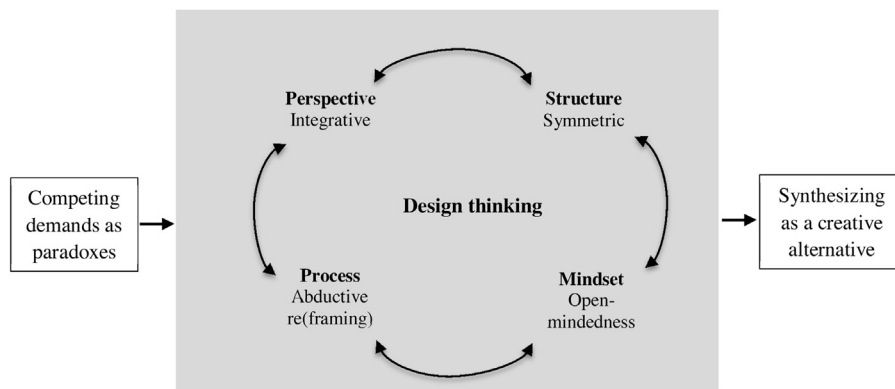 Perspective
Integrative
Structure
Symmetric
Competing
demands as
paradoxes
Design thinking
Synthesizing
as a creative
alternative
Process
Abductive
re(framing)
Mindset
Open-
mindedness